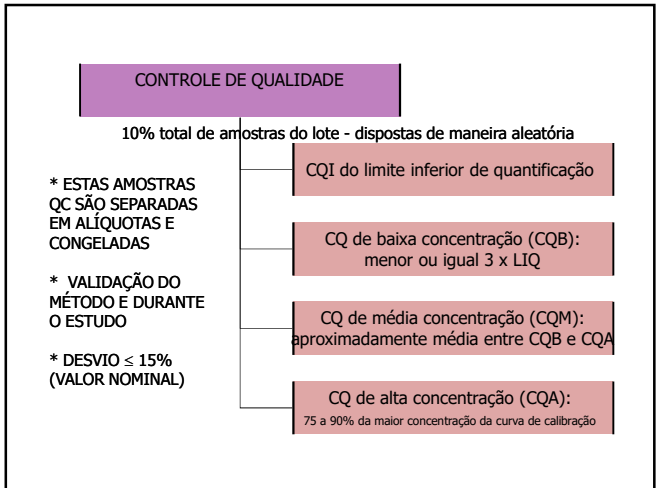 CONTROLE DE QUALIDADE
10% total de amostras do lote - dispostas de maneira aleatória
* ESTAS AMOSTRAS
QC SÃO SEPARADAS
EM ALÍQUOTAS E
CONGELADAS
* VALIDAÇÃO DO
MÉTODO E DURANTE
O ESTUDO
* DESVIO ≤ 15%
(VALOR NOMINAL)
CQI do limite inferior de quantificação
CQ de baixa concentração (CQB):
menor ou igual 3 x LIQ
CQ de média concentração (CQM):
aproximadamente média entre CQB e CQA
CQ de alta concentração (CQA):
75 a 90% da maior concentração da curva de calibração